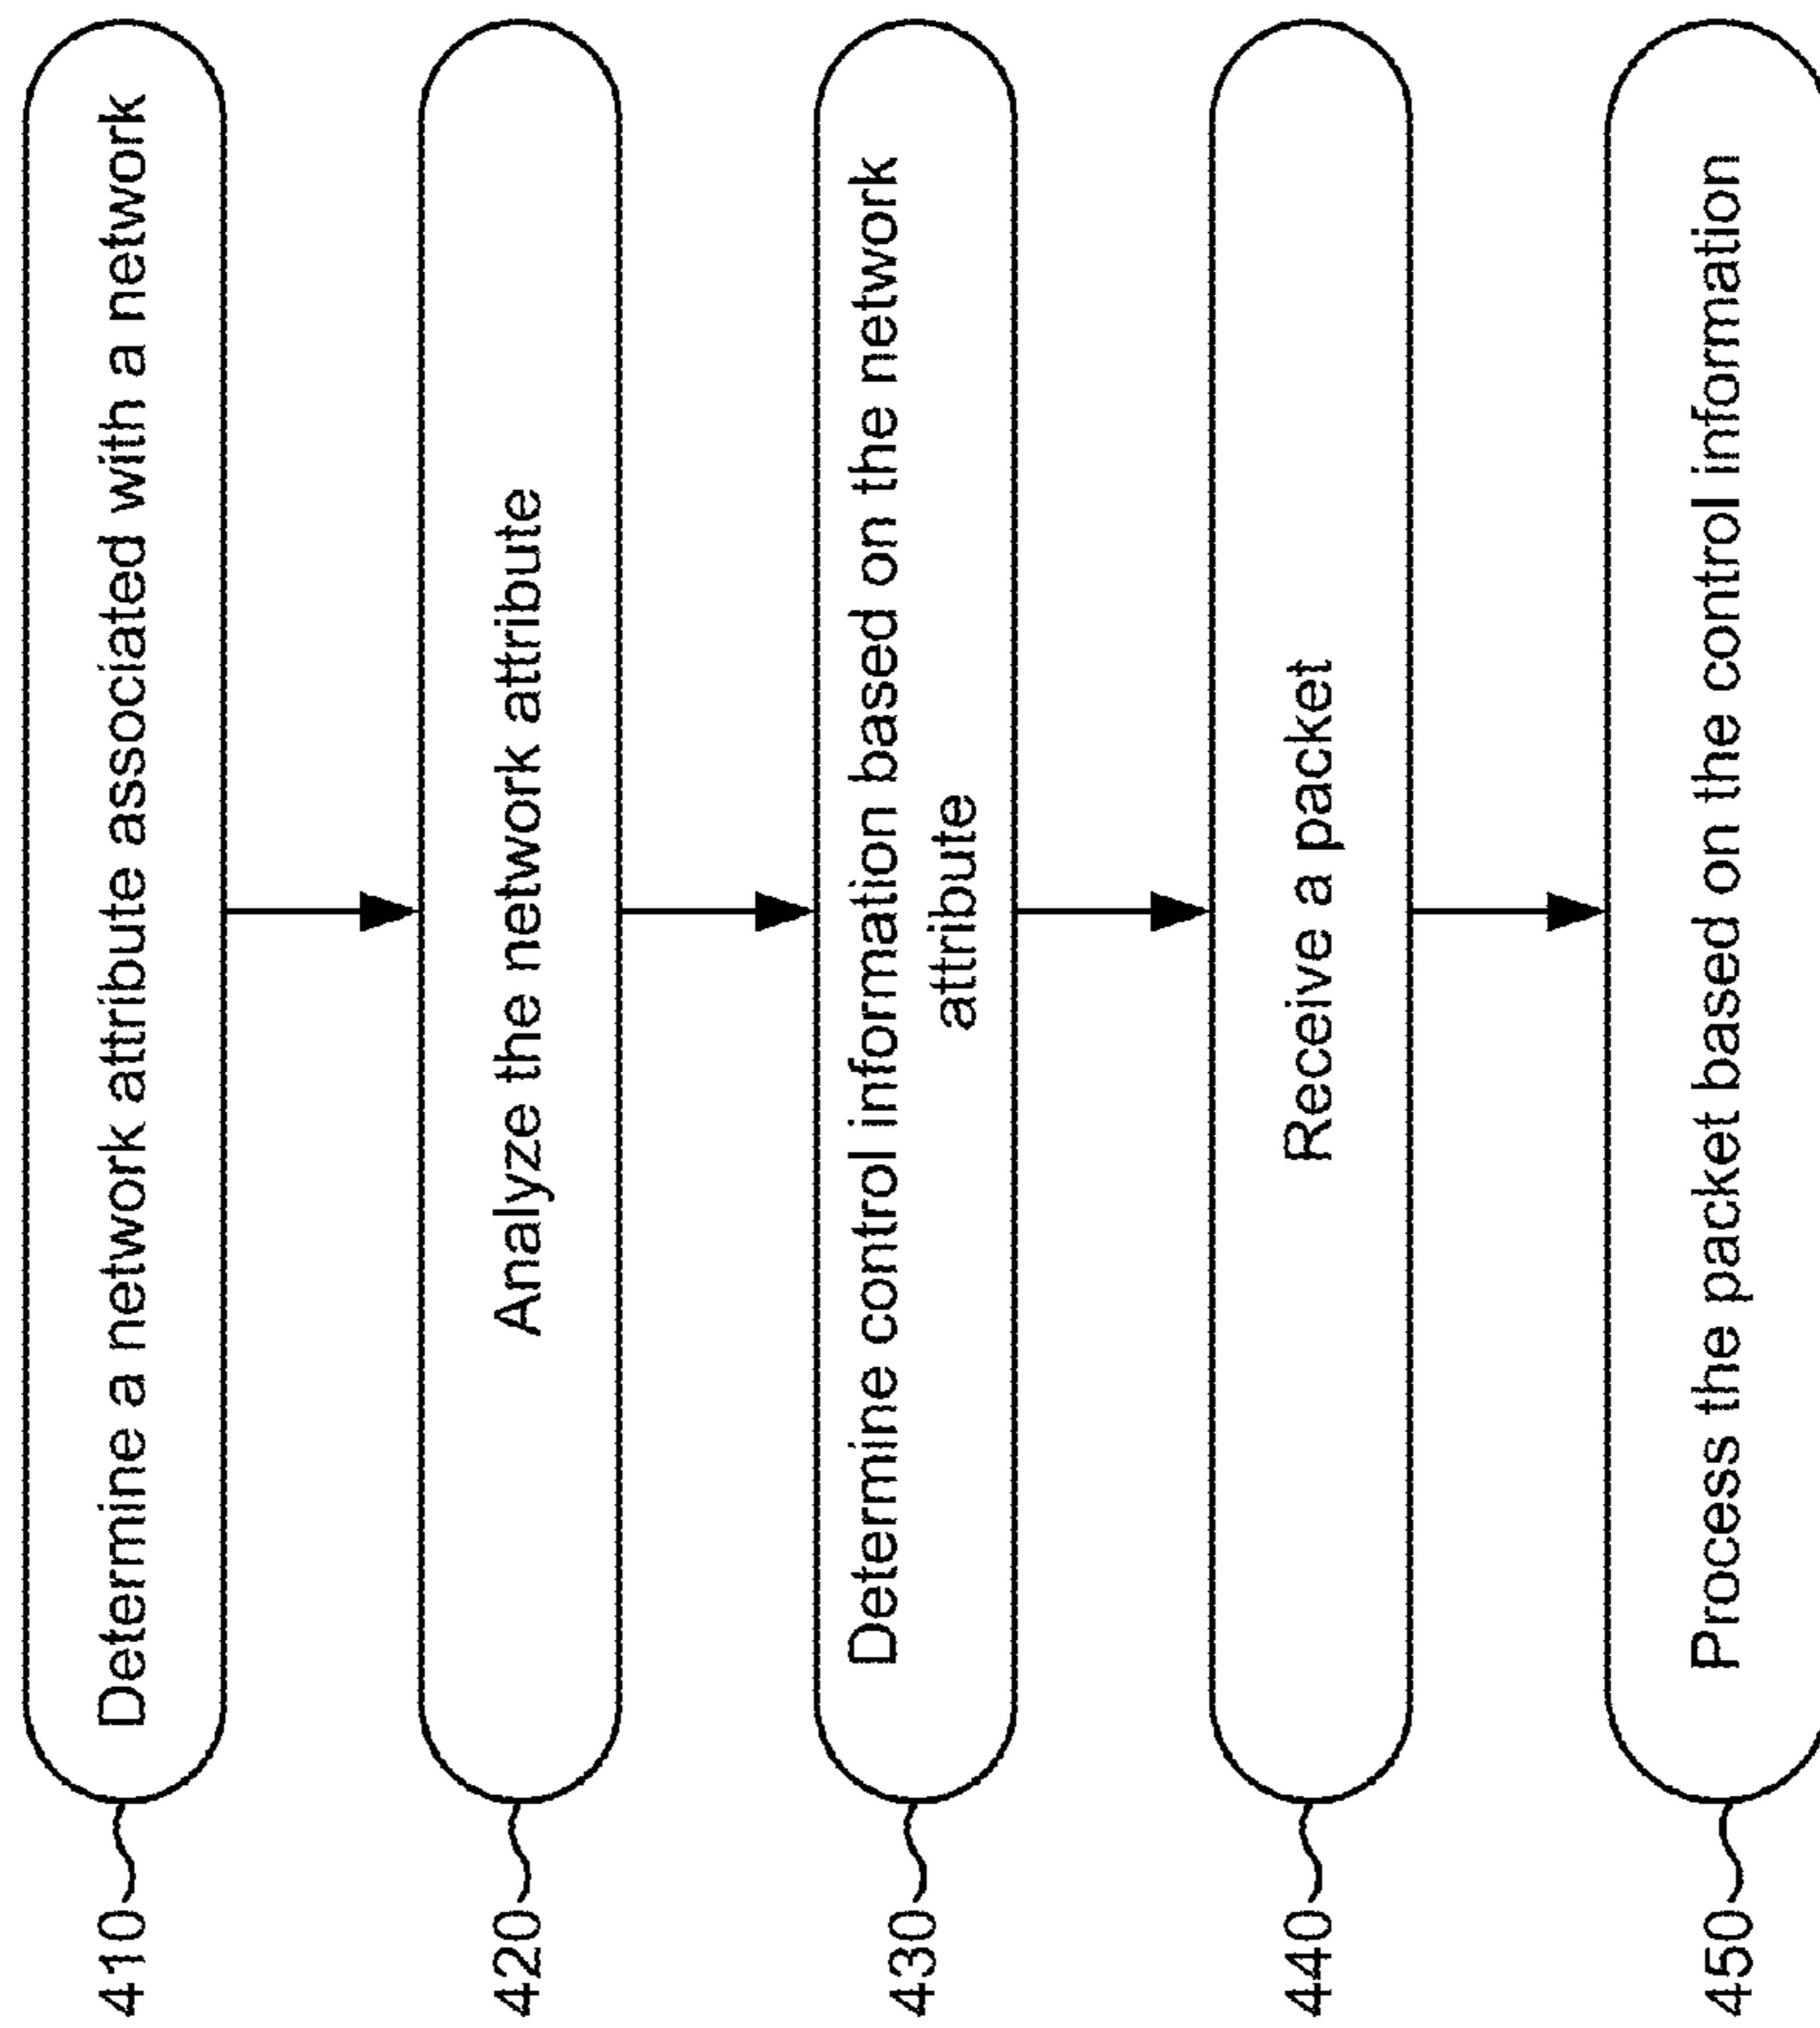 410 Determine a network attribute associated with a network
420 Analyze the network attribute
430 Determine control information based on the network
attribute
440 Receive a packet
450 Process the packet based on the control information